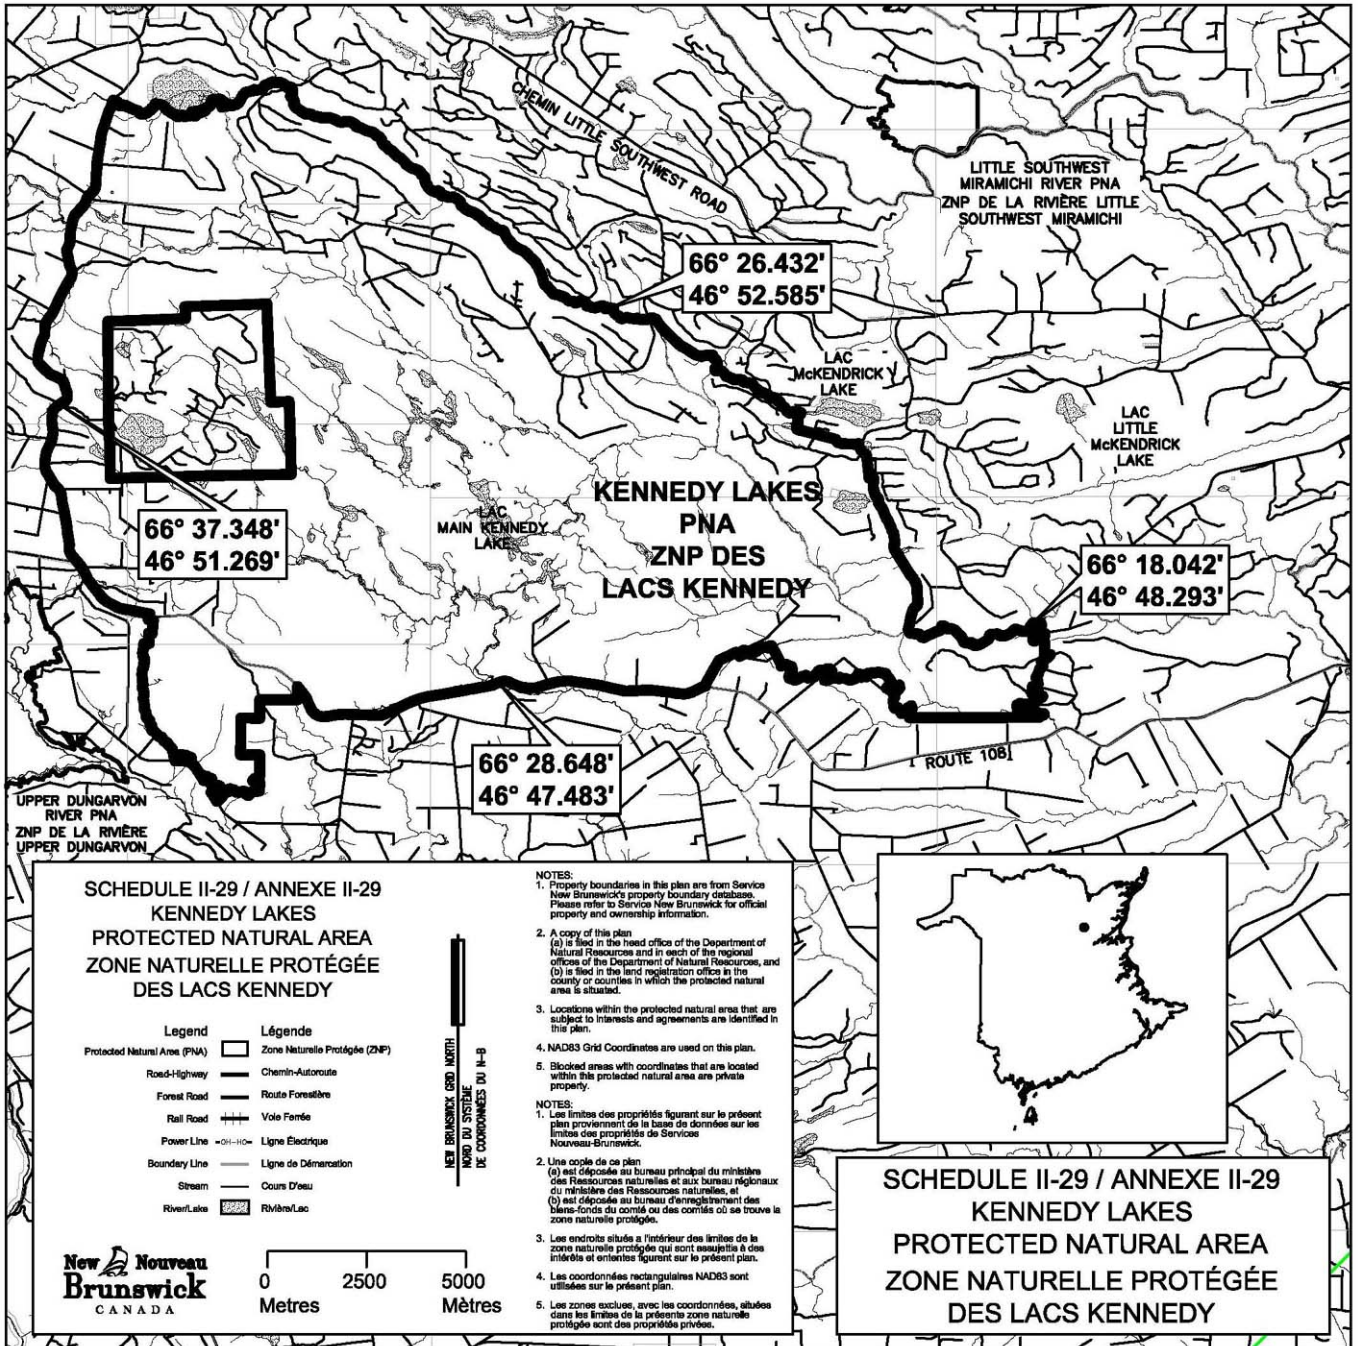 CHEMIN LITTLE SOUTHWEST ROAD
LITTLE SOUTHWEST
MIRAMICHI RIVER PNA
ZNP DE LA RIVIÈRE LITTLE
SOUTHWEST MIRAMICHI
66° 26.432'
46° 52.585'
LAC
McKENDRICK
LAKE
LAC
LITTLE
McKENDRICK
LAKE
KENNEDY LAKES
PNA
ZNP DES
LACS KENNEDY
LAC
MAIN KENNEDY
LAKE
66° 37.348'
46° 51.269'
66° 18.042'
46° 48.293'
66° 28.648'
46° 47.483'
ROUTE 108
UPPER DUNGARVON
RIVER PNA
ZNP DE LA RIVIÈRE
UPPER DUNGARVON
SCHEDULE II-29 / ANNEXE II-29
KENNEDY LAKES
PROTECTED NATURAL AREA
ZONE NATURELLE PROTÉGÉE
DES LACS KENNEDY
Legend Légende
Protected Natural Area (PNA) Zone Naturelle Protégée (ZNP)
Road-Highway Chemin-Autoroute
Forest Road Route Forestière
Rail Road Voie Ferrée
Power Line -OH-HO- Ligne Électrique
Boundary Line Ligne de Démarcation
Stream Cours D'eau
River/Lake Rivière/Lac
NEW BRUNSWICK GRID NORTH
NORD DU SYSTÈME
DE COORDONNÉES DU N-B
New Nouveau
Brunswick
CANADA
0 2500 5000
Metres Mètres
NOTES:
1. Property boundaries in this plan are from Service
New Brunswick's property boundary database.
Please refer to Service New Brunswick for official
property and ownership information.
2. A copy of this plan
(a) is filed in the head office of the Department of
Natural Resources and in each of the regional
offices of the Department of Natural Resources, and
(b) is filed in the land registration office in the
county or counties in which the protected natural
area is situated.
3. Locations within the protected natural area that are
subject to interests and agreements are identified in
this plan.
4. NAD83 Grid Coordinates are used on this plan.
5. Blocked areas with coordinates that are located
within this protected natural area are private
property.
NOTES:
1. Les limites des propriétés figurant sur le présent
plan proviennent de la base de données sur les
limites des propriétés de Services
Nouveau-Brunswick.
2. Une copie de ce plan
(a) est déposée au bureau principal du ministère
des Ressources naturelles et aux bureau régionaux
du ministère des Ressources naturelles, et
(b) est déposée au bureau d'enregistrement des
biens-fonds du comté ou des comtés où se trouve la
zone naturelle protégée.
3. Les endroits situés a l'intérieur des limites de la
zone naturelle protégée qui sont assujettis à des
intérêts et ententes figurent sur le présent plan.
4. Les coordonnées rectangulaires NAD83 sont
utilisées sur le présent plan.
5. Les zones exclues, avec les coordonnées, situées
dans les limites de la présente zone naturelle
protégée sont des propriétés privées.
SCHEDULE II-29 / ANNEXE II-29
KENNEDY LAKES
PROTECTED NATURAL AREA
ZONE NATURELLE PROTÉGÉE
DES LACS KENNEDY